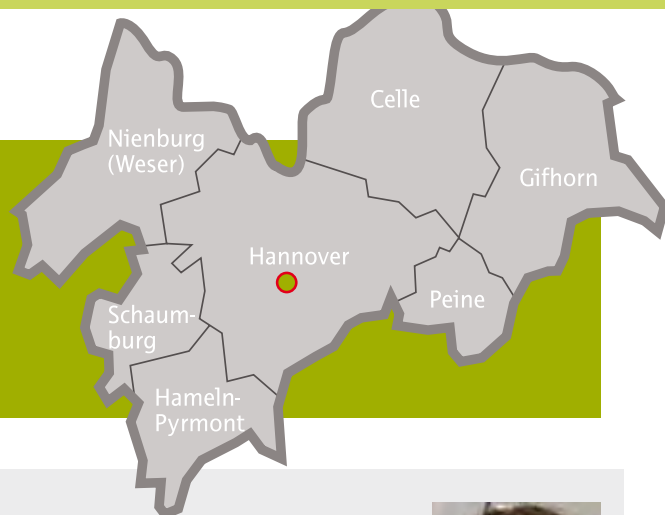 Celle
Nienburg
(Weser)
Gifhorn
Hannover
Peine
Schaum-
burg
Hameln-
Pyrmont